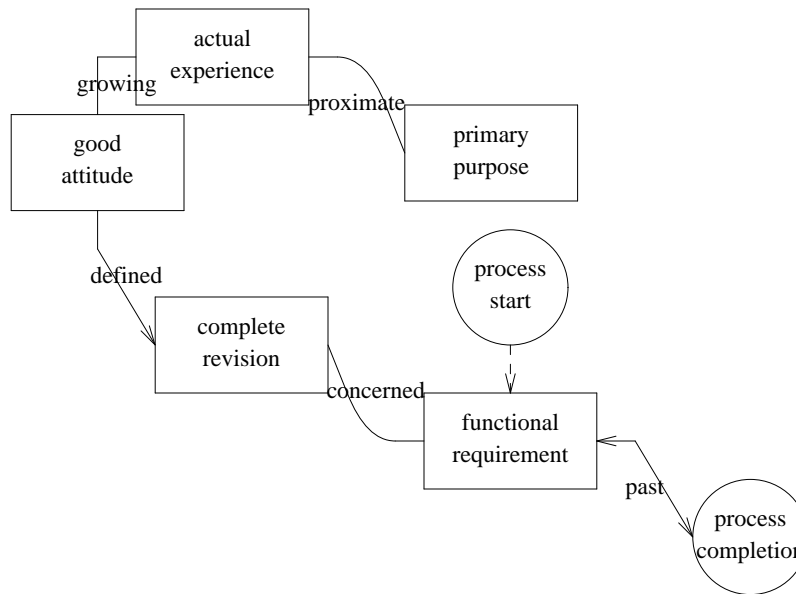 actual
experience
growing
proximate
primary
purpose
good
attitude
defined
process
start
complete
revision
concerned
functional
requirement
past
process
completion